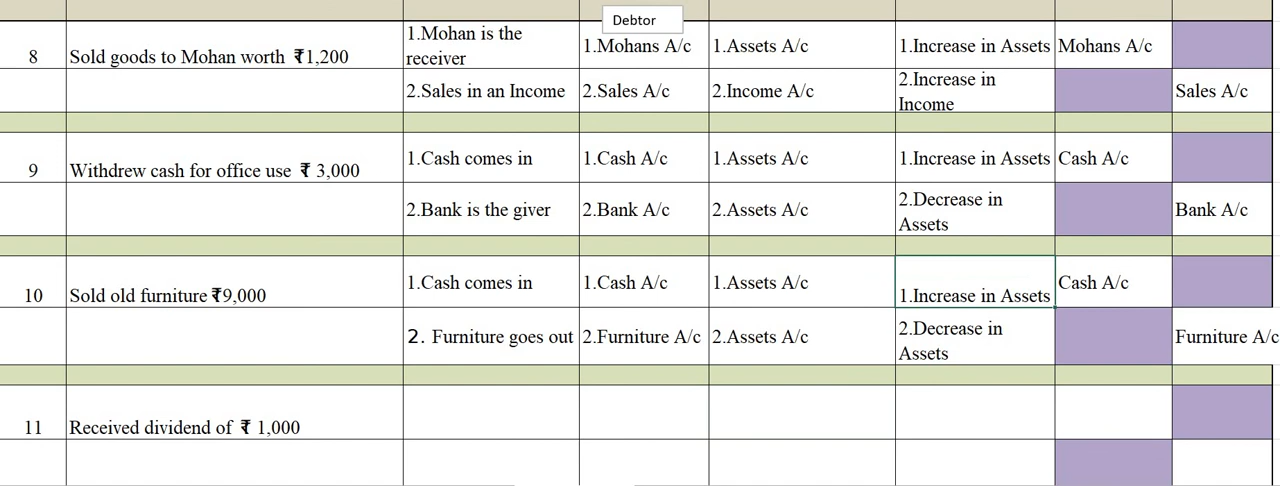 Debtor
8
Sold goods to Mohan worth ₹1,200
1.Mohan is the
receiver
1.Mohans A/c
1.Assets A/c
1.Increase in Assets
Mohans A/c
2.Sales in an Income
2.Sales A/c
2.Income A/c
2.Increase in
Income
Sales A/c
9
Withdrew cash for office use ₹ 3,000
1.Cash comes in
1.Cash A/c
1.Assets A/c
1.Increase in Assets
Cash A/c
2.Bank is the giver
2.Bank A/c
2.Assets A/c
2.Decrease in
Assets
Bank A/c
10
Sold old furniture ₹9,000
1.Cash comes in
1.Cash A/c
1.Assets A/c
1.Increase in Assets
Cash A/c
2. Furniture goes out
2.Furniture A/c
2.Assets A/c
2.Decrease in
Assets
Furniture A/c
11
Received dividend of ₹ 1,000